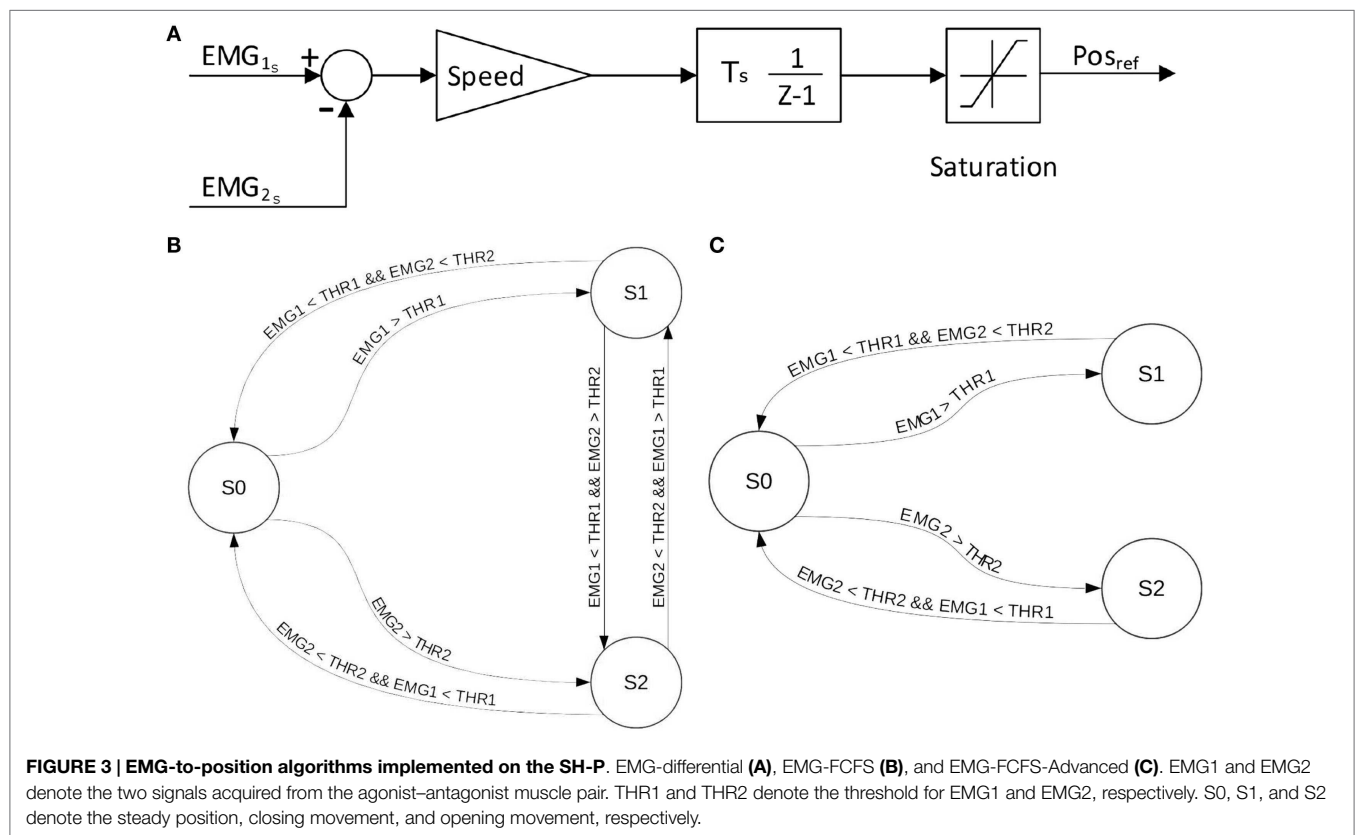 A
EMG1s
+
-
EMG2s
Speed
Ts 1
Z-1
Posref
Saturation
B
EMG1 < THR1 && EMG2 < THR2
EMG1 > THR1
S1
EMG1 < THR1 && EMG2 > THR2
EMG2 < THR2 && EMG1 > THR1
S0
EMG2 > THR2
EMG2 < THR2 && EMG1 < THR1
S2
C
EMG1 < THR1 && EMG2 < THR2
EMG1 > THR1
S1
S0
EMG2 > THR2
EMG2 < THR2 && EMG1 < THR1
S2
FIGURE 3 | EMG-to-position algorithms implemented on the SH-P. EMG-differential (A), EMG-FCFS (B), and EMG-FCFS-Advanced (C). EMG1 and EMG2
denote the two signals acquired from the agonist–antagonist muscle pair. THR1 and THR2 denote the threshold for EMG1 and EMG2, respectively. S0, S1, and S2
denote the steady position, closing movement, and opening movement, respectively.